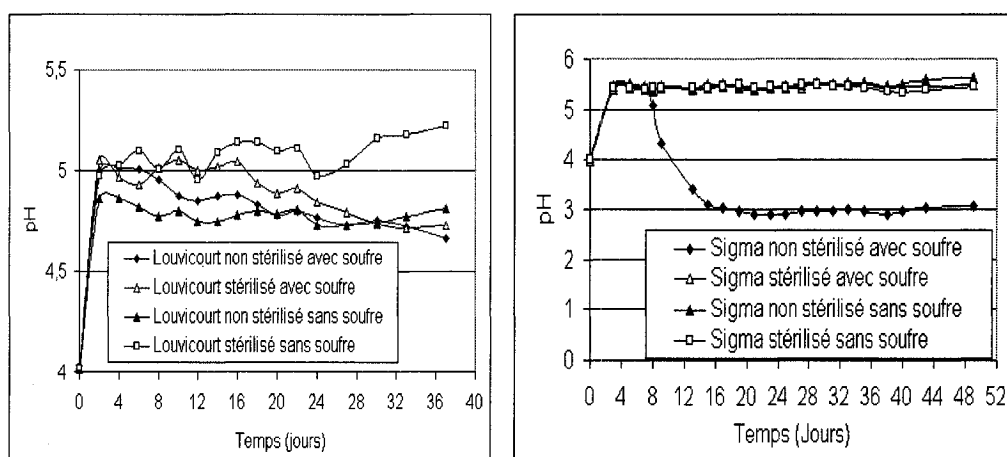 5,5
5
4,5
4
pH
0 4 8 12 16 20 24 28 32 36 40
Temps (jours)
Louvicourt non stérilisé avec soufre
Louvicourt stérilisé avec soufre
Louvicourt non stérilisé sans soufre
Louvicourt stérilisé sans soufre
6
5
4
3
2
1
0
pH
0 4 8 12 16 20 24 28 32 36 40 44 48 52
Temps (Jours)
Sigma non stérilisé avec soufre
Sigma stérilisé avec soufre
Sigma non stérilisé sans soufre
Sigma stérilisé sans soufre